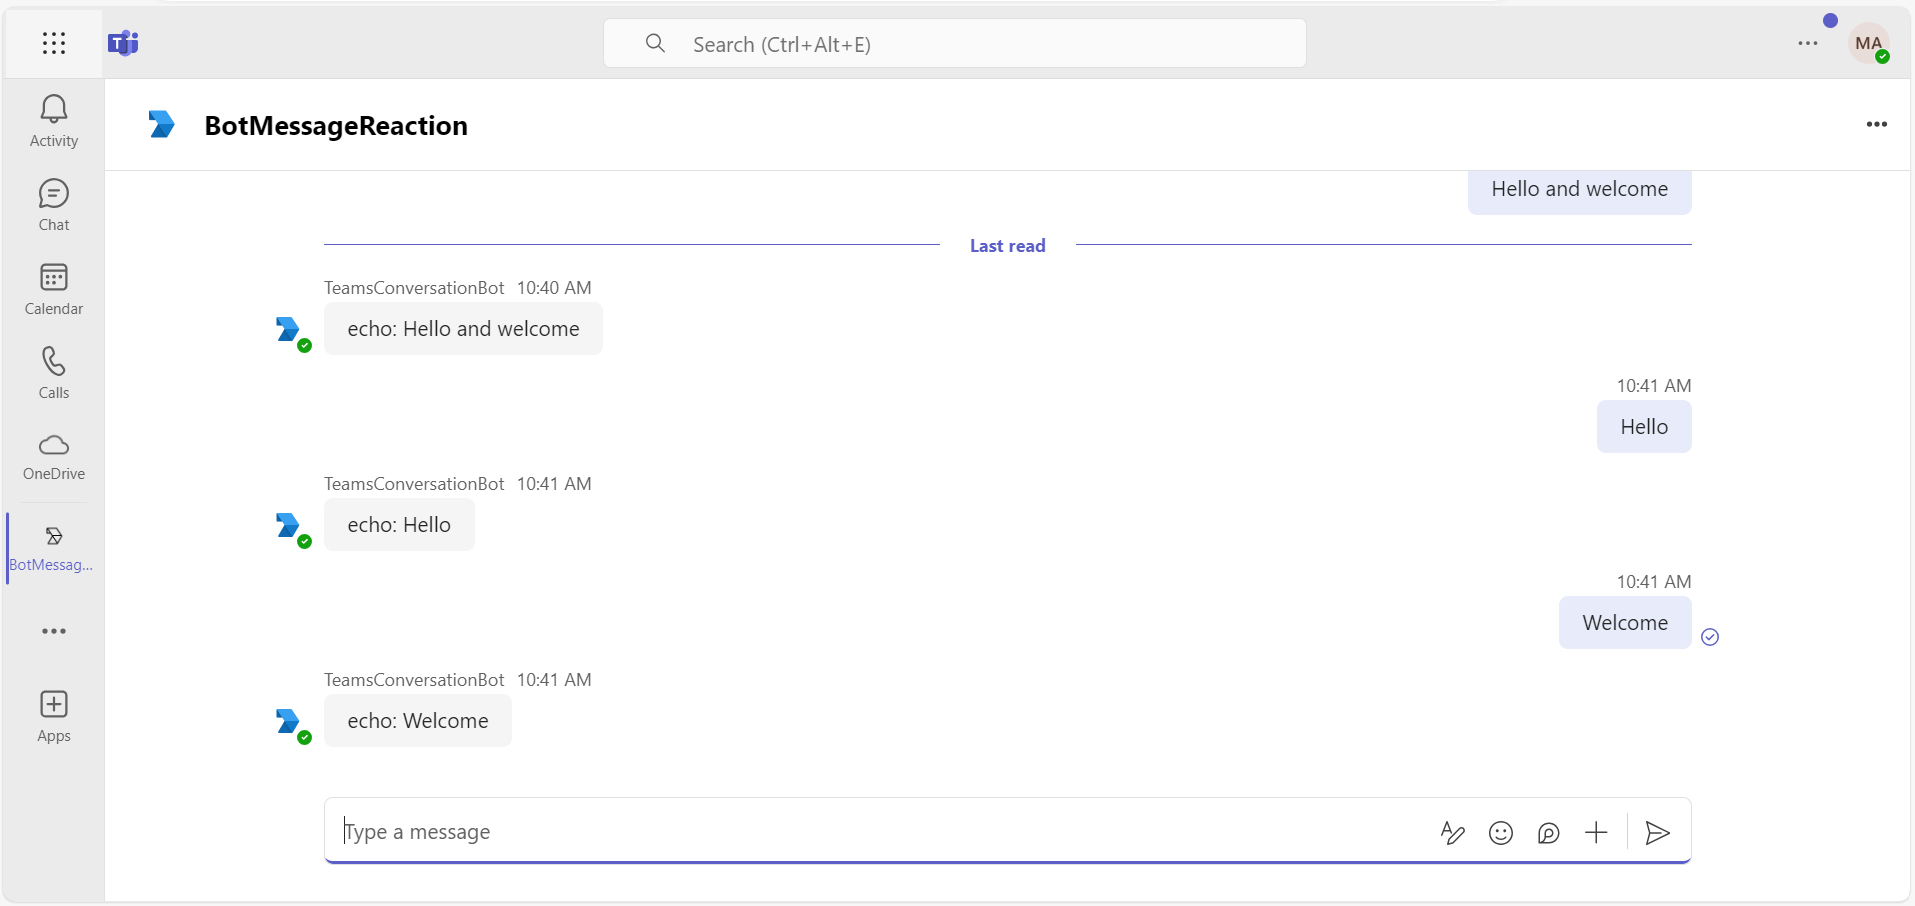 Search (Ctrl+Alt+E)
MA
Activity
Chat
Calendar
Calls
OneDrive
BotMessag...
Apps
BotMessageReaction
Hello and welcome
Last read
TeamsConversationBot 10:40 AM
echo: Hello and welcome
10:41 AM
Hello
TeamsConversationBot 10:41 AM
echo: Hello
10:41 AM
Welcome
TeamsConversationBot 10:41 AM
echo: Welcome
Type a message